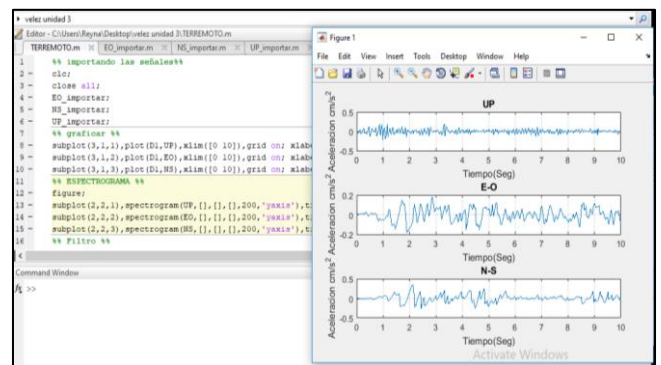 velez unidad 3
Editor - C:\Users\Reyna\Desktop\velez unidad 3\TERREMOTO.m
TERREMOTO.m × EO_importar.m × NS_importar.m × UP_importar.m
1 %% importando las señales%%
2 - clc;
3 - close all;
4 - EO_importar;
5 - NS_importar;
6 - UP_importar;
7 %% graficar %%
8 - subplot(3,1,1),plot(D1,UP),xlim([0 10]),grid on; xlab
9 - subplot(3,1,2),plot(D1,EO),xlim([0 10]),grid on; xlab
10 - subplot(3,1,3),plot(D1,NS),xlim([0 10]),grid on; xlab
11 %% ESPECTROGRAMA %%
12 - figure;
13 - subplot(2,2,1),spectrogram(UP,[],[],[],200,'yaxis'),t
14 - subplot(2,2,2),spectrogram(EO,[],[],[],200,'yaxis'),t
15 - subplot(2,2,3),spectrogram(NS,[],[],[],200,'yaxis'),t
16 %% Filtro %%
Command Window
fx >>
Figure 1
File Edit View Insert Tools Desktop Window Help
UP
Aceleracion cm/s²
0.5
0
-0.5
0 1 2 3 4 5 6 7 8 9 10
Tiempo(Seg)
E-O
Aceleracion cm/s²
0.2
0
-0.2
0 1 2 3 4 5 6 7 8 9 10
Tiempo(Seg)
N-S
Aceleracion cm/s²
0.5
0
-0.5
0 1 2 3 4 5 6 7 8 9 10
Tiempo(Seg)
Activate Windows